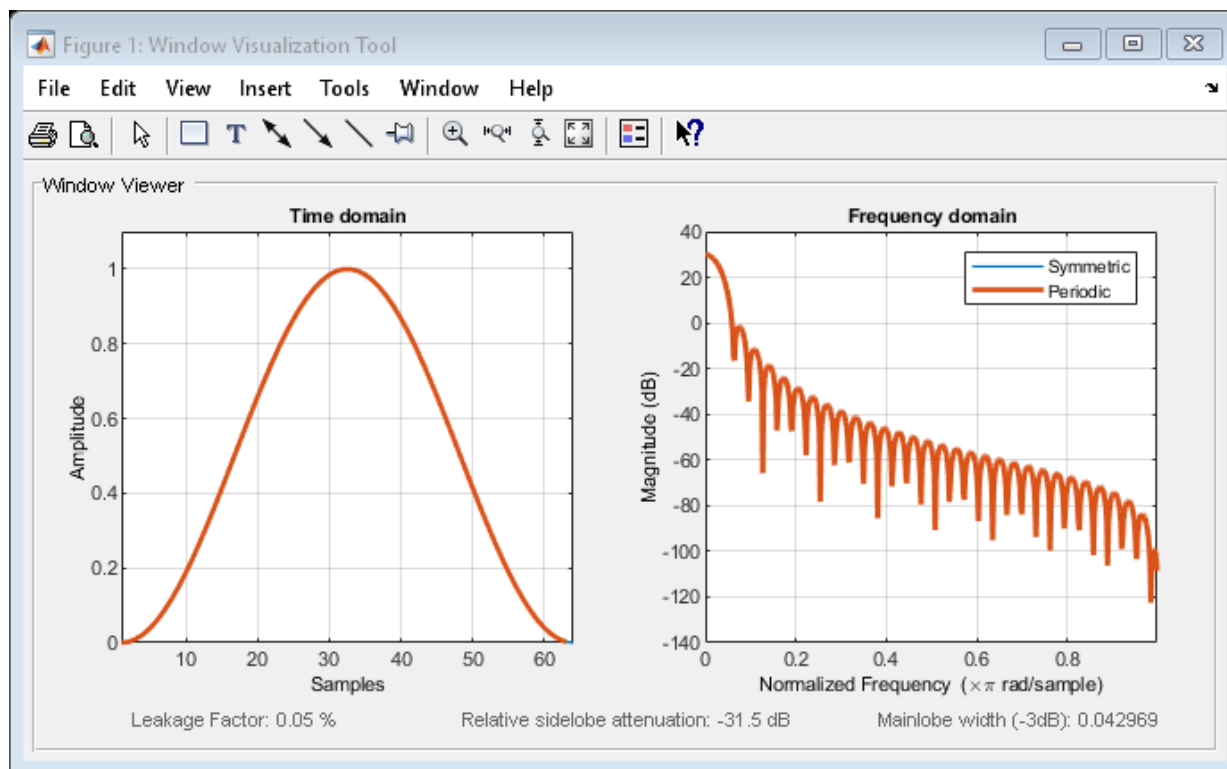 Figure 1: Window Visualization Tool
File Edit View Insert Tools Window Help
T
Window Viewer
Time domain
1
0.8
0.6
0.4
0.2
0
Amplitude
10 20 30 40 50 60
Samples
Frequency domain
40
20
0
-20
-40
-60
-80
-100
-120
-140
Magnitude (dB)
Symmetric
Periodic
0 0.2 0.4 0.6 0.8
Normalized Frequency (×π rad/sample)
Leakage Factor: 0.05 % Relative sidelobe attenuation: -31.5 dB Mainlobe width (-3dB): 0.042969